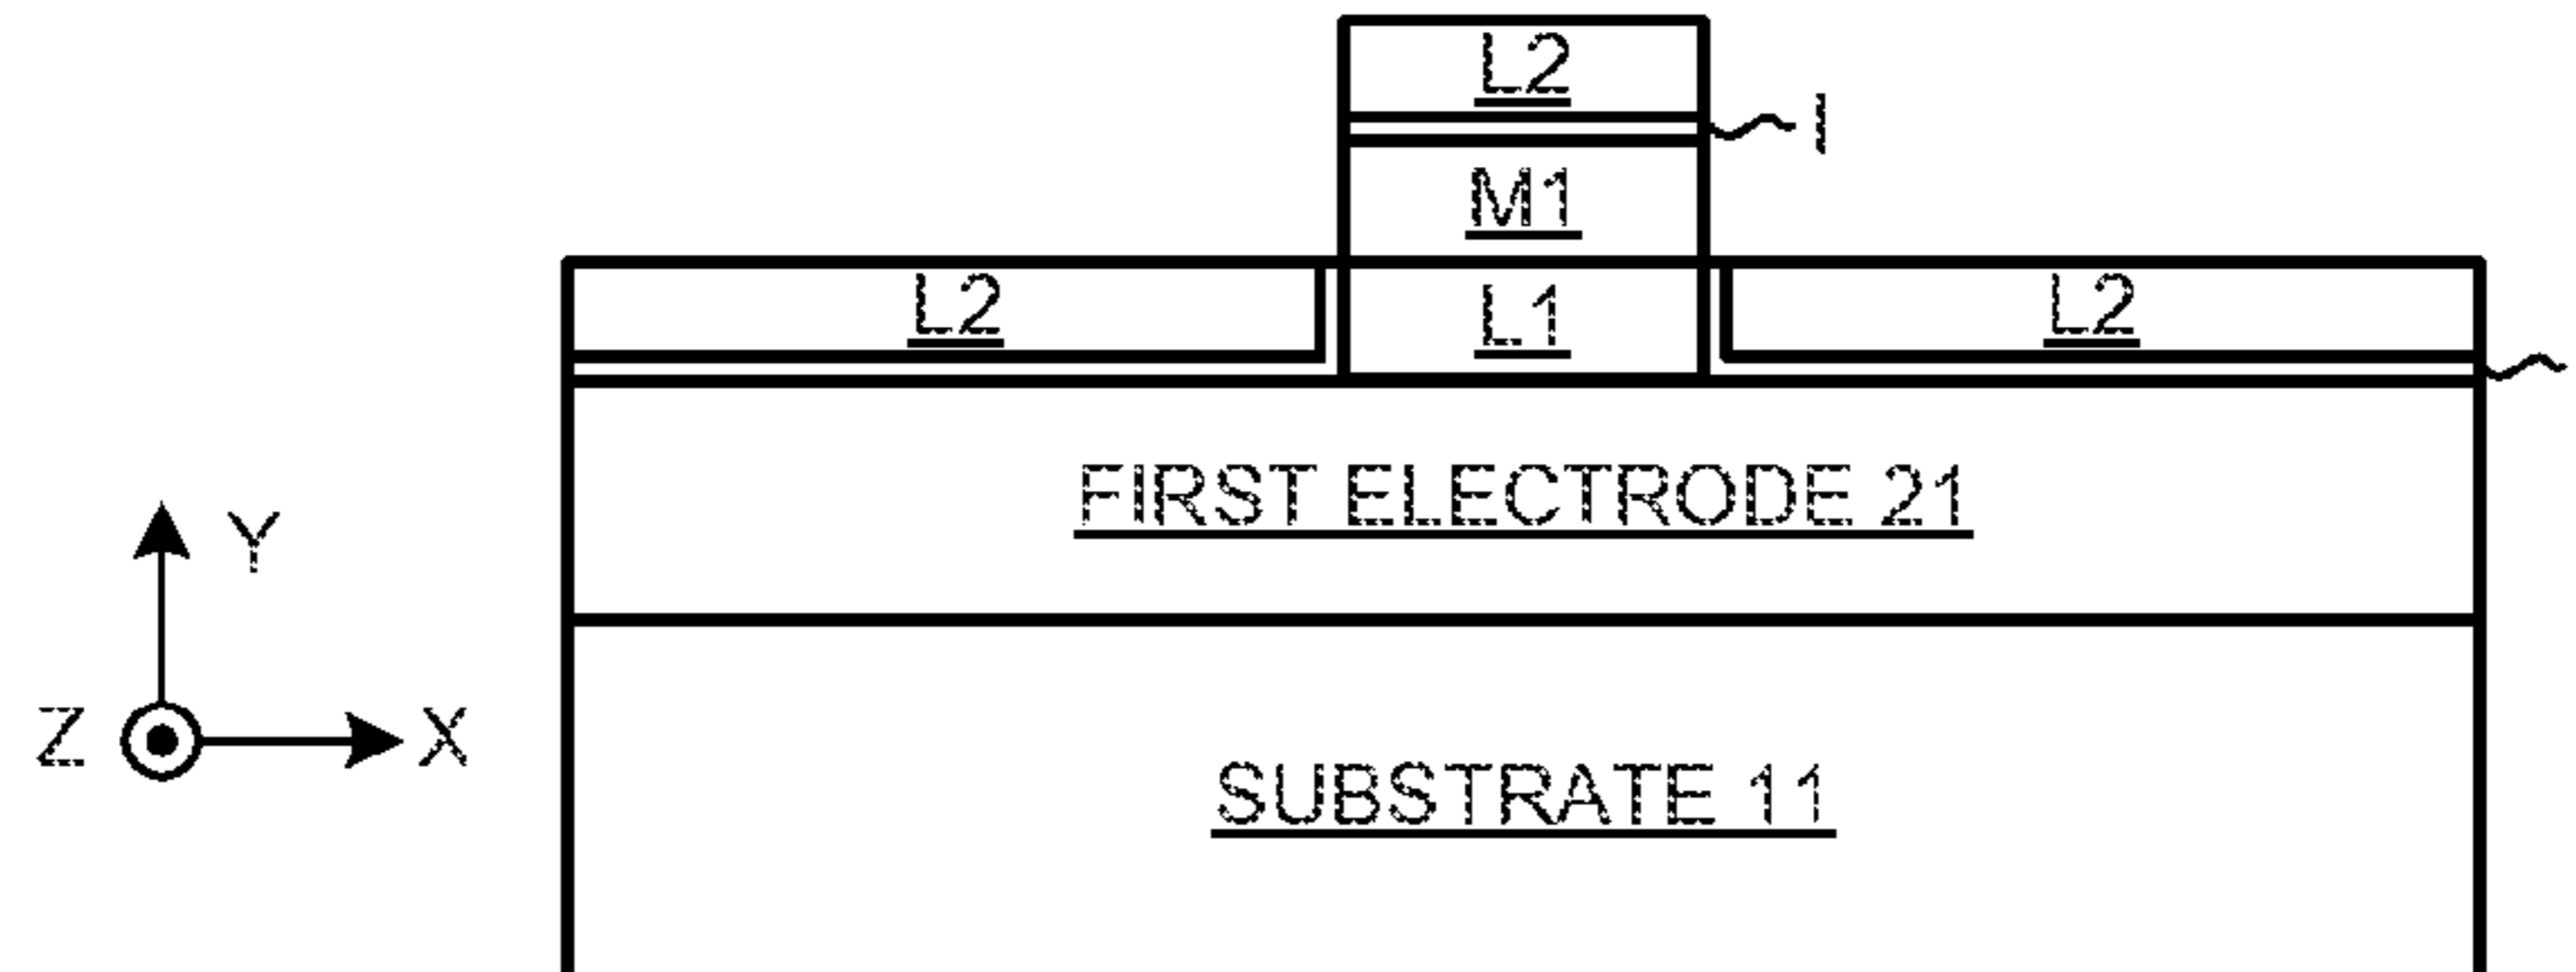 L2
I
M1
L2 L1 L2
FIRST ELECTRODE 21
Y
Z X
SUBSTRATE 11